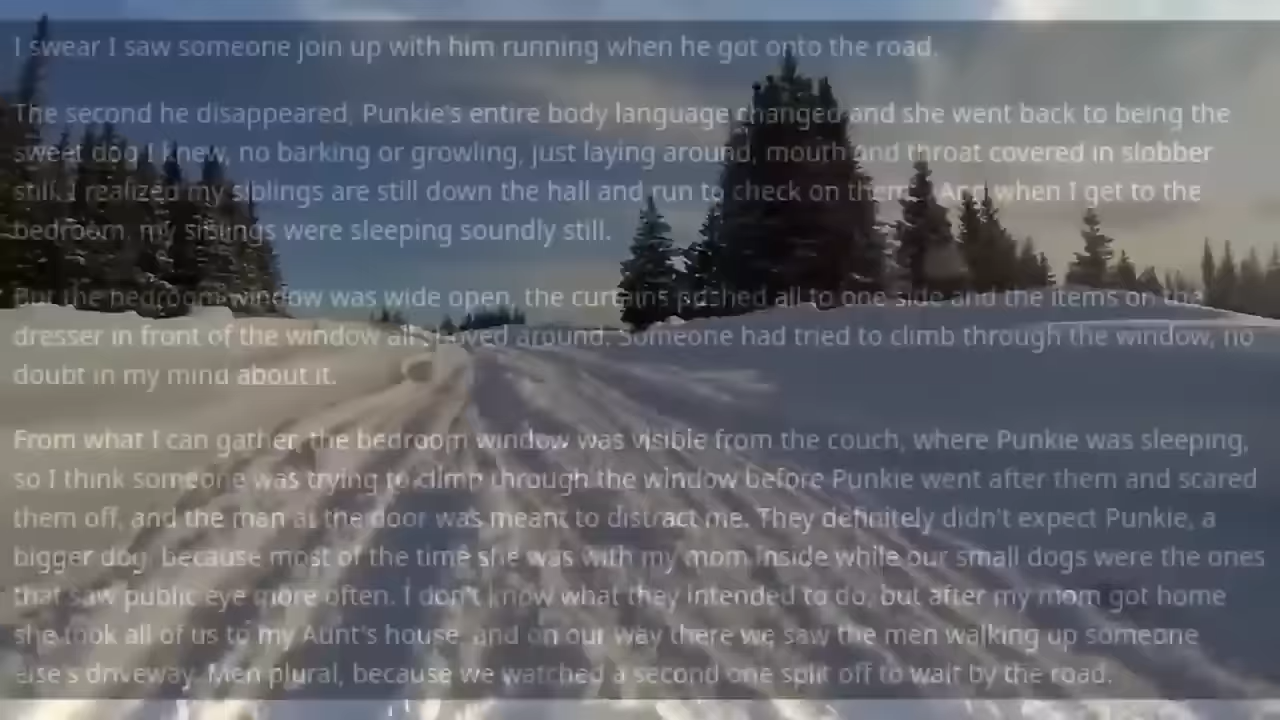 I swear I saw someone join up with him running when he got onto the road.
The second he disappeared, Punkie's entire body language changed and she went back to being the
sweet dog I knew, no barking or growling, just laying around, mouth and throat covered in slobber
still. I realized my siblings are still down the hall and run to check on them. And when I get to the
bedroom, my siblings were sleeping soundly still.
But the bedroom window was wide open, the curtains pushed all to one side and the items on the
dresser in front of the window all moved around. Someone had tried to climb through the window, no
doubt in my mind about it.
From what I can gather, the bedroom window was visible from the couch, where Punkie was sleeping,
so I think someone was trying to climp through the window before Punkie went after them and scared
them off, and the man at the door was meant to distract me. They definitely didn't expect Punkie, a
bigger dog, because most of the time she was with my mom inside while our small dogs were the ones
that saw public eye more often. I don't know what they intended to do, but after my mom got home
she took all of us to my Aunt's house, and on our way there we saw the men walking up someone
else's driveway. Men plural, because we watched a second one split off to wait by the road.